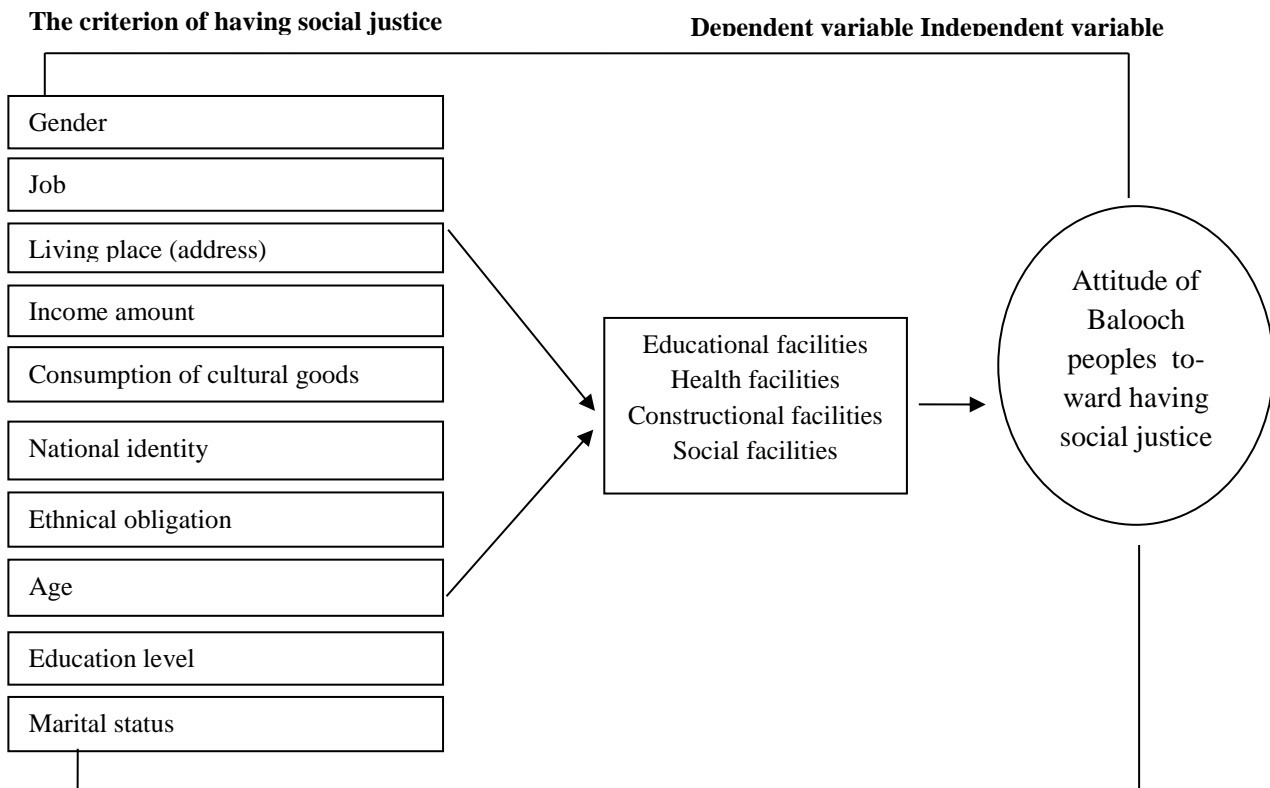 The criterion of having social justice
Dependent variable Independent variable
Gender
Job
Living place (address)
Income amount
Consumption of cultural goods
National identity
Ethnical obligation
Age
Education level
Marital status
Educational facilities
Health facilities
Constructional facilities
Social facilities
Attitude of
Balooch
peoples to-
ward having
social justice